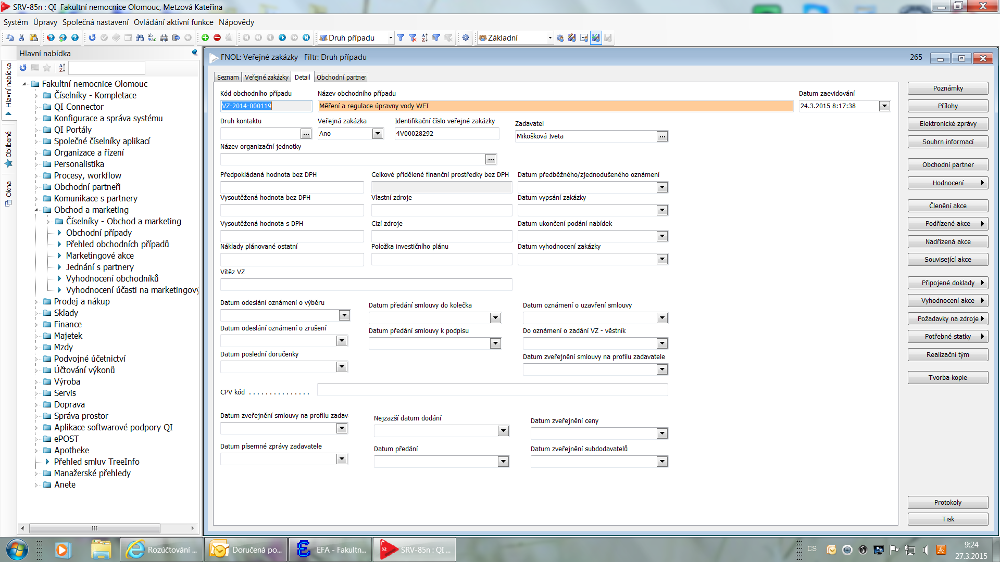 SRV-85n : QI  Fakultní nemocnice Olomouc, Metzová Kateřina
Systém Úpravy Společná nastavení Ovládání aktivní funkce Nápovědy
Druh případu
Základní
Hlavní nabídka
Hlavní nabídka
Oblíbené
Okna
Fakultní nemocnice Olomouc
Číselníky - Kompletace
QI Connector
Konfigurace a správa systému
QI Portály
Společné číselníky aplikací
Organizace a řízení
Personalistika
Procesy, workflow
Obchodní partneři
Komunikace s partnery
Obchod a marketing
Číselníky - Obchod a marketing
Obchodní případy
Přehled obchodních případů
Marketingové akce
Jednání s partnery
Vyhodnocení obchodníků
Vyhodnocení účasti na marketingový
Prodej a nákup
Sklady
Finance
Majetek
Mzdy
Podvojné účetnictví
Účtování výkonů
Výroba
Servis
Doprava
Správa prostor
Aplikace softwarové podpory QI
ePOST
Apotheke
Přehled smluv TreeInfo
Manažerské přehledy
Anete
FNOL: Veřejné zakázky  Filtr: Druh případu 265
Seznam Veřejné zakázky Detail Obchodní partner
Kód obchodního případu Název obchodního případu Datum zaevidování
VZ-2014-000119 Měření a regulace úpravny vody WFI 24.3.2015 8:17:38
Druh kontaktu Veřejná zakázka Identifikační číslo veřejné zakázky Zadavatel
Ano 4V00028292 Mikošková Iveta
Název organizační jednotky
Předpokládaná hodnota bez DPH Celkové přidělené finanční prostředky bez DPH Datum předběžného/zjednodušeného oznámení
Vysoutěžená hodnota bez DPH Vlastní zdroje Datum vypsání zakázky
Vysoutěžená hodnota s DPH Cizí zdroje Datum ukončení podání nabídek
Náklady plánované ostatní Položka investičního plánu Datum vyhodnocení zakázky
Vítěz VZ
Datum odeslání oznámení o výběru Datum předání smlouvy do kolečka Datum oznámení o uzavření smlouvy
Datum odeslání oznámení o zrušení Datum předání smlouvy k podpisu Do oznámení o zadání VZ - věstník
Datum poslední doručenky Datum zveřejnění smlouvy na profilu zadavatele
CPV kód . . . . . . . . . . . . . . .
Datum zveřejnění smlouvy na profilu zadav Nejzazší datum dodání Datum zveřejnění ceny
Datum písemné zprávy zadavatele Datum předání Datum zveřejnění subdodavatelů
Poznámky
Přílohy
Elektronické zprávy
Souhrn informací
Obchodní partner
Hodnocení
Členění akce
Podřízené akce
Nadřízená akce
Související akce
Připojené doklady
Vyhodnocení akce
Požadavky na zdroje
Potřebné statky
Realizační tým
Tvorba kopie
Protokoly
Tisk
Rozúčtování ... Doručená po... EFA - Fakultn... SRV-85n : QI ... CS 9:24
27.3.2015